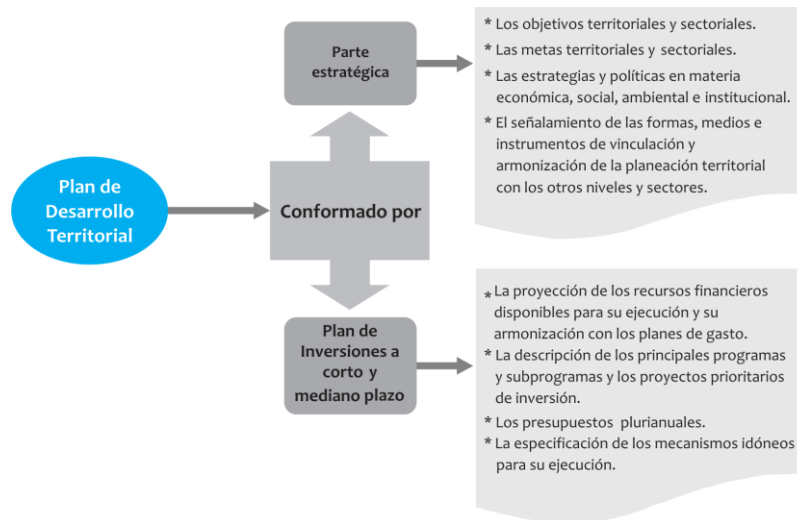 Plan de
Desarrollo
Territorial
Conformado por
Parte
estratégica
* Los objetivos territoriales y sectoriales.
* Las metas territoriales y sectoriales.
* Las estrategias y políticas en materia
económica, social, ambiental e institucional.
* El señalamiento de las formas, medios e
instrumentos de vinculación y
armonización de la planeación territorial
con los otros niveles y sectores.
Plan de
Inversiones a
corto y
mediano plazo
* La proyección de los recursos financieros
disponibles para su ejecución y su
armonización con los planes de gasto.
* La descripción de los principales programas
y subprogramas y los proyectos prioritarios
de inversión.
* Los presupuestos plurianuales.
* La especificación de los mecanismos idóneos
para su ejecución.